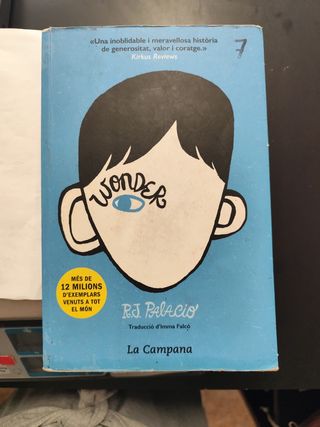 «Una inoblidable i meravellosa història
de generositat, valor i coratge.»
Kirkus Reviews
7
WONDER
MÉS DE
12 MILIONS
D'EXEMPLARS
VENUTS A TOT
EL MÓN
R.J. PALACIO
Traducció d'Imma Falcó
La Campana